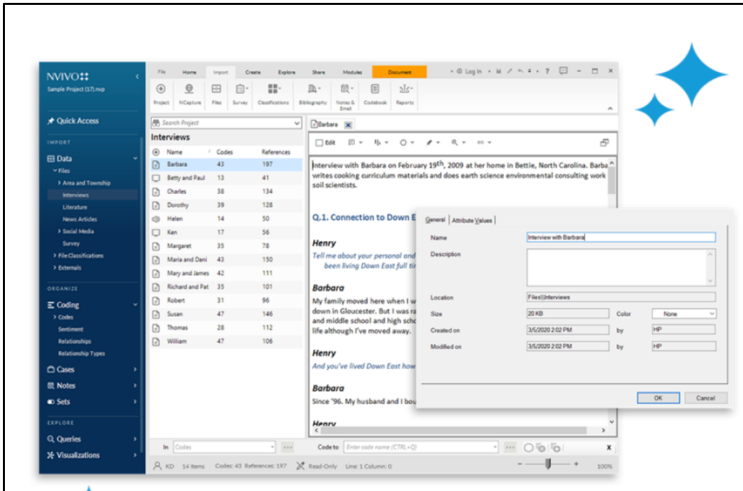 NVIVO
Sample Project (17).nvp
File Home Import Create Explore Share Modules Document
Log In
Project NCapture Files Survey Classifications Bibliography Notes & Email Codebook Reports
Quick Access
IMPORT
Data
Files
Area and Township
Interviews
Literature
News Articles
Social Media
Survey
File Classifications
Externals
ORGANIZE
Coding
Codes
Sentiment
Relationships
Relationship Types
Cases
Notes
Sets
EXPLORE
Queries
Visualizations
Search Project
Interviews
Name Codes References
Barbara 43 197
Betty and Paul 13 41
Charles 38 134
Dorothy 39 128
Helen 14 50
Ken 17 56
Margaret 35 78
Maria and Dani 43 150
Mary and James 42 111
Richard and Pat 35 101
Robert 31 96
Susan 47 146
Thomas 28 112
William 47 106
Barbara
Edit
Interview with Barbara on February 19th, 2009 at her home in Bettie, North Carolina. Barba
writes cooking curriculum materials and does earth science environmental consulting work
soil scientists.
Q.1. Connection to Down E
Henry
Tell me about your personal and
been living Down East full ti
Barbara
My family moved here when I w
down in Gloucester. But I was ra
and middle school and high scho
life although I've moved away.
Henry
And you've lived Down East how
Barbara
Since '96. My husband and I bou
Henry
General Attribute Values
Name Interview with Barbara
Description
Location Files\\Interviews
Size 20 KB Color None
Created on 3/5/2020 2:02 PM by HP
Modified on 3/5/2020 2:02 PM by HP
OK Cancel
In Codes
Code to Enter code name (CTRL+Q)
KD 14 Items Codes: 43 References: 197 Read-Only Line: 1 Column: 0
100%